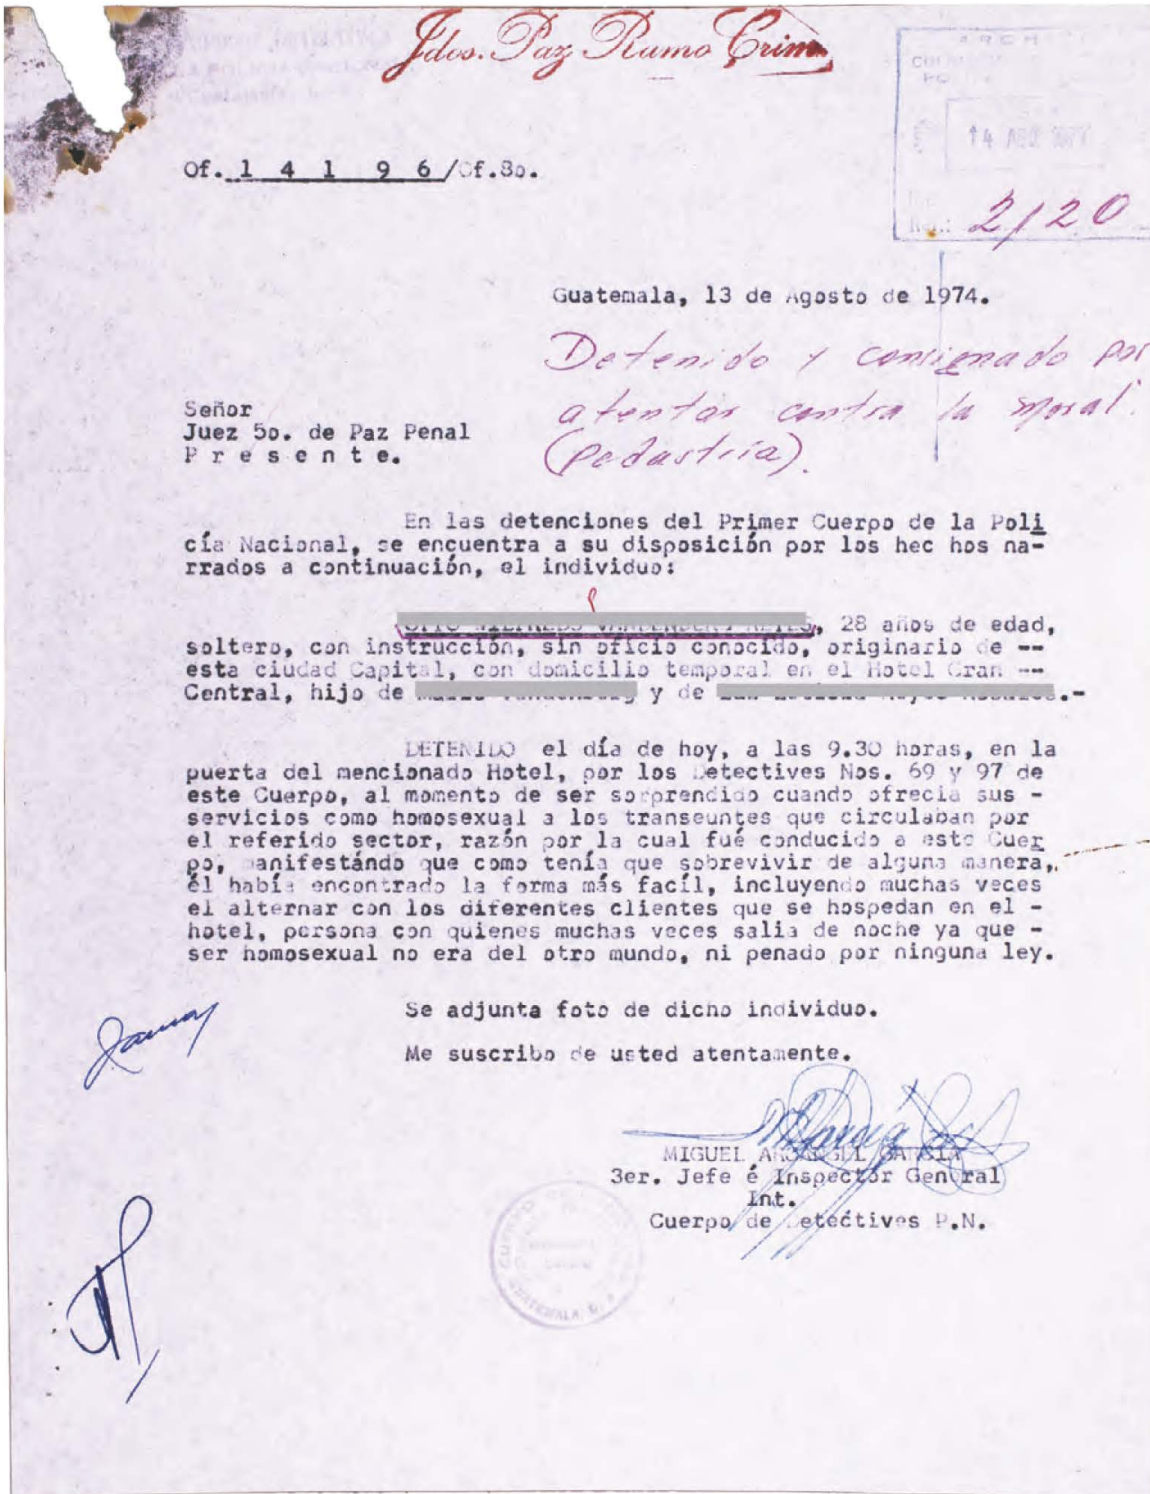 Jdos. Paz Ramo Crim.
ARCH
14 AGO. 1974
2/20
Of. 1 4 1 9 6/Of.3o.
Guatemala, 13 de Agosto de 1974.
Detenido y consignado por
atentar contra la moral.
(Pedastría).
Señor
Juez 5o. de Paz Penal
P r e s e n t e.
En las detenciones del Primer Cuerpo de la Poli
cía Nacional, se encuentra a su disposición por los hec hos na-
rrados a continuación, el individuo:
, 28 años de edad,
soltero, con instrucción, sin oficio conocido, originario de --
esta ciudad Capital, con domicilio temporal en el Hotel Gran --
Central, hijo de y de .-
DETENIDO el día de hoy, a las 9.30 horas, en la
puerta del mencionado Hotel, por los Detectives Nos. 69 y 97 de
este Cuerpo, al momento de ser sorprendido cuando ofrecia sus -
servicios como homosexual a los transeuntes que circulaban por
el referido sector, razón por la cual fué conducido a este Cuer
po, manifestándo que como tenía que sobrevivir de alguna manera,
él había encontrado la forma más facíl, incluyendo muchas veces
el alternar con los diferentes clientes que se hospedan en el -
hotel, persona con quienes muchas veces salia de noche ya que -
ser homosexual no era del otro mundo, ni penado por ninguna ley.
Se adjunta foto de dicho individuo.
Me suscribo de usted atentamente.
MIGUEL ARCANGEL GARCIA
3er. Jefe é Inspector General
Int.
Cuerpo de Detectives P.N.
GUATEMALA